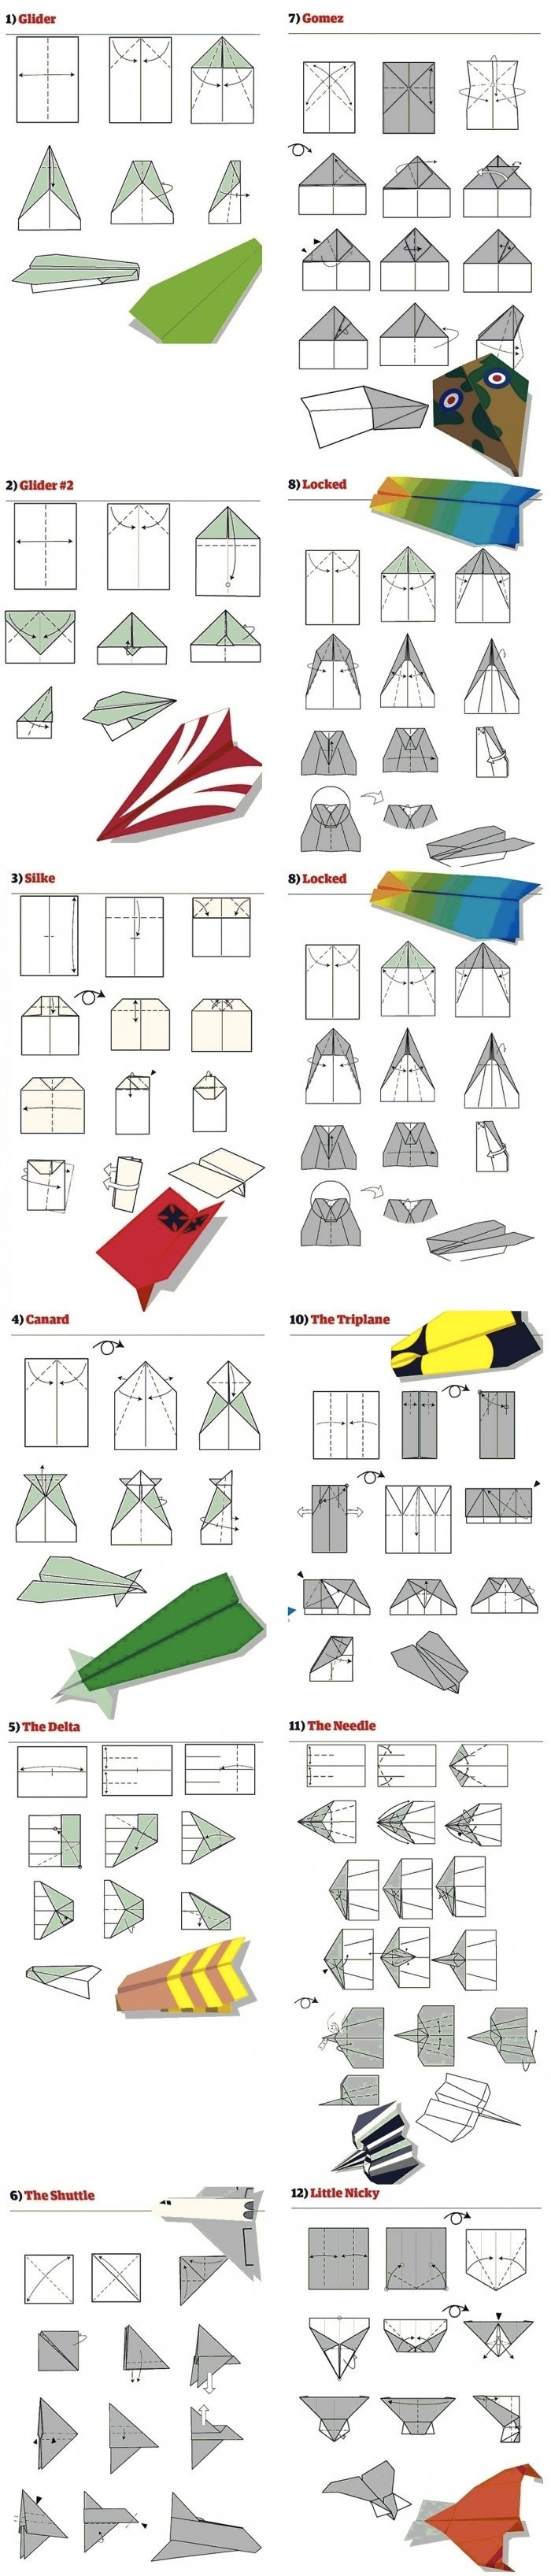 1) Glider
7) Gomez
2) Glider #2
8) Locked
3) Silke
8) Locked
4) Canard
10) The Triplane
5) The Delta
11) The Needle
6) The Shuttle
12) Little Nicky